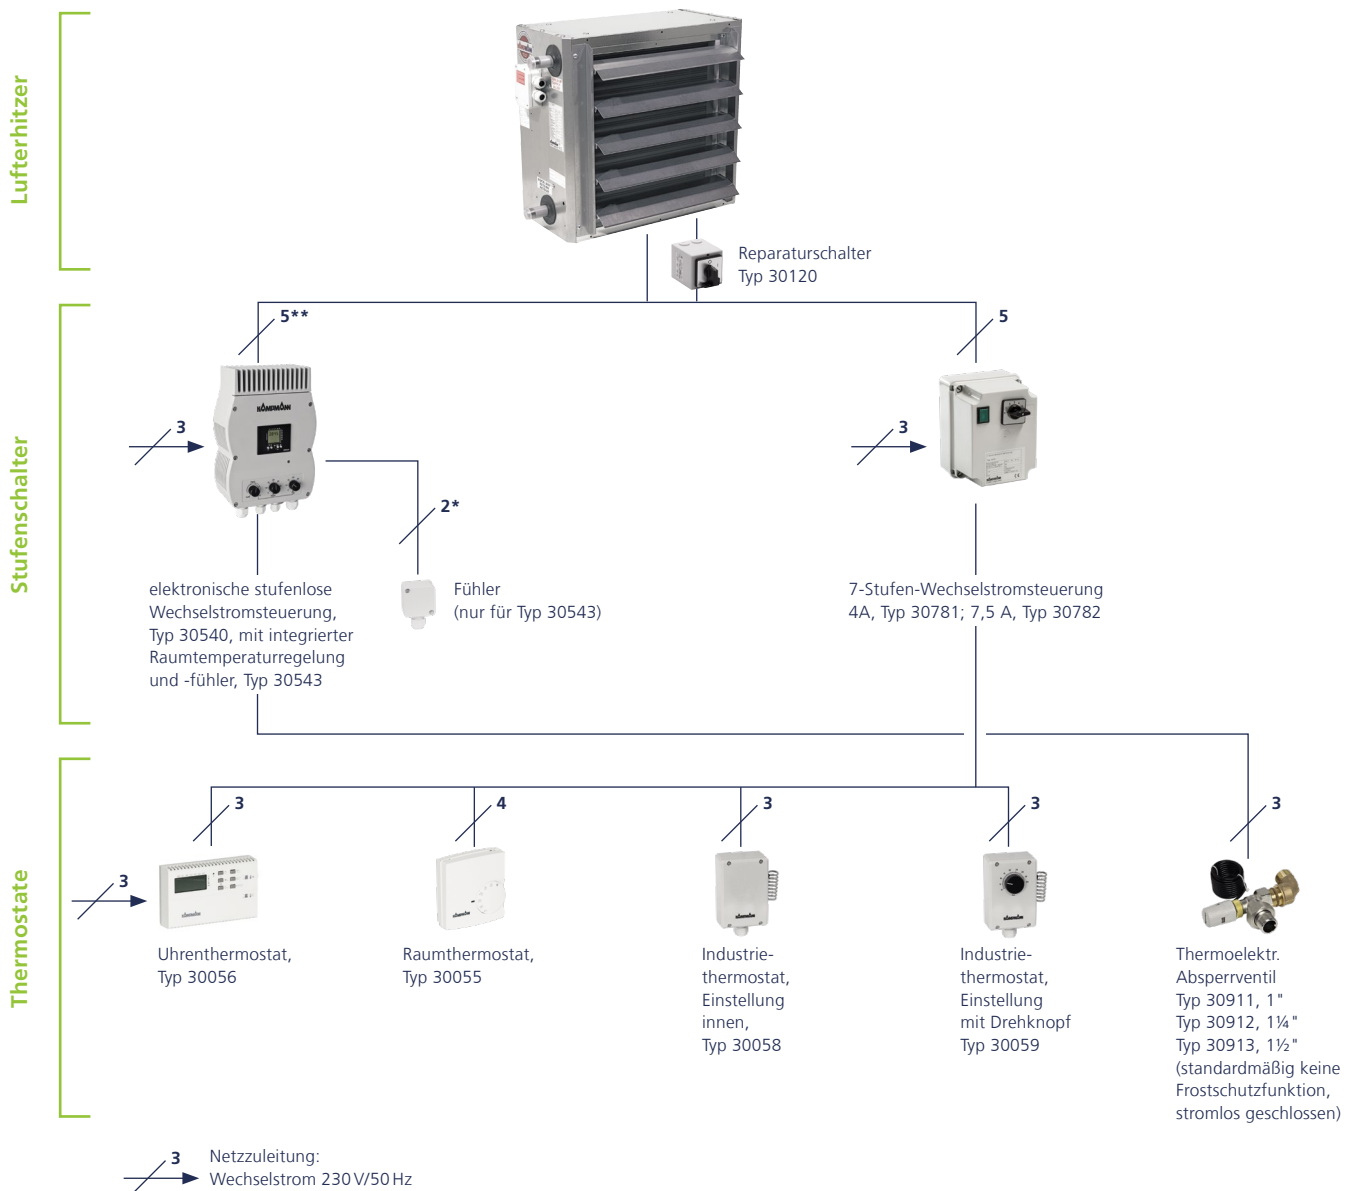 Lufterhitzer
Reparaturschalter
Typ 30120
5**
5
Stufenschalter
KAMPMANN
3
3
2*
elektronische stufenlose
Wechselstromsteuerung,
Typ 30540, mit integrierter
Raumtemperaturregelung
und -fühler, Typ 30543
Fühler
(nur für Typ 30543)
7-Stufen-Wechselstromsteuerung
4A, Typ 30781; 7,5 A, Typ 30782
Thermostate
3
4
3
3
3
3
Uhrenthermostat,
Typ 30056
Raumthermostat,
Typ 30055
Industrie-
thermostat,
Einstellung
innen,
Typ 30058
Industrie-
thermostat,
Einstellung
mit Drehknopf
Typ 30059
Thermoelektr.
Absperrventil
Typ 30911, 1"
Typ 30912, 1¼"
Typ 30913, 1½"
(standardmäßig keine
Frostschutzfunktion,
stromlos geschlossen)
3
Netzzuleitung:
Wechselstrom 230 V/50 Hz